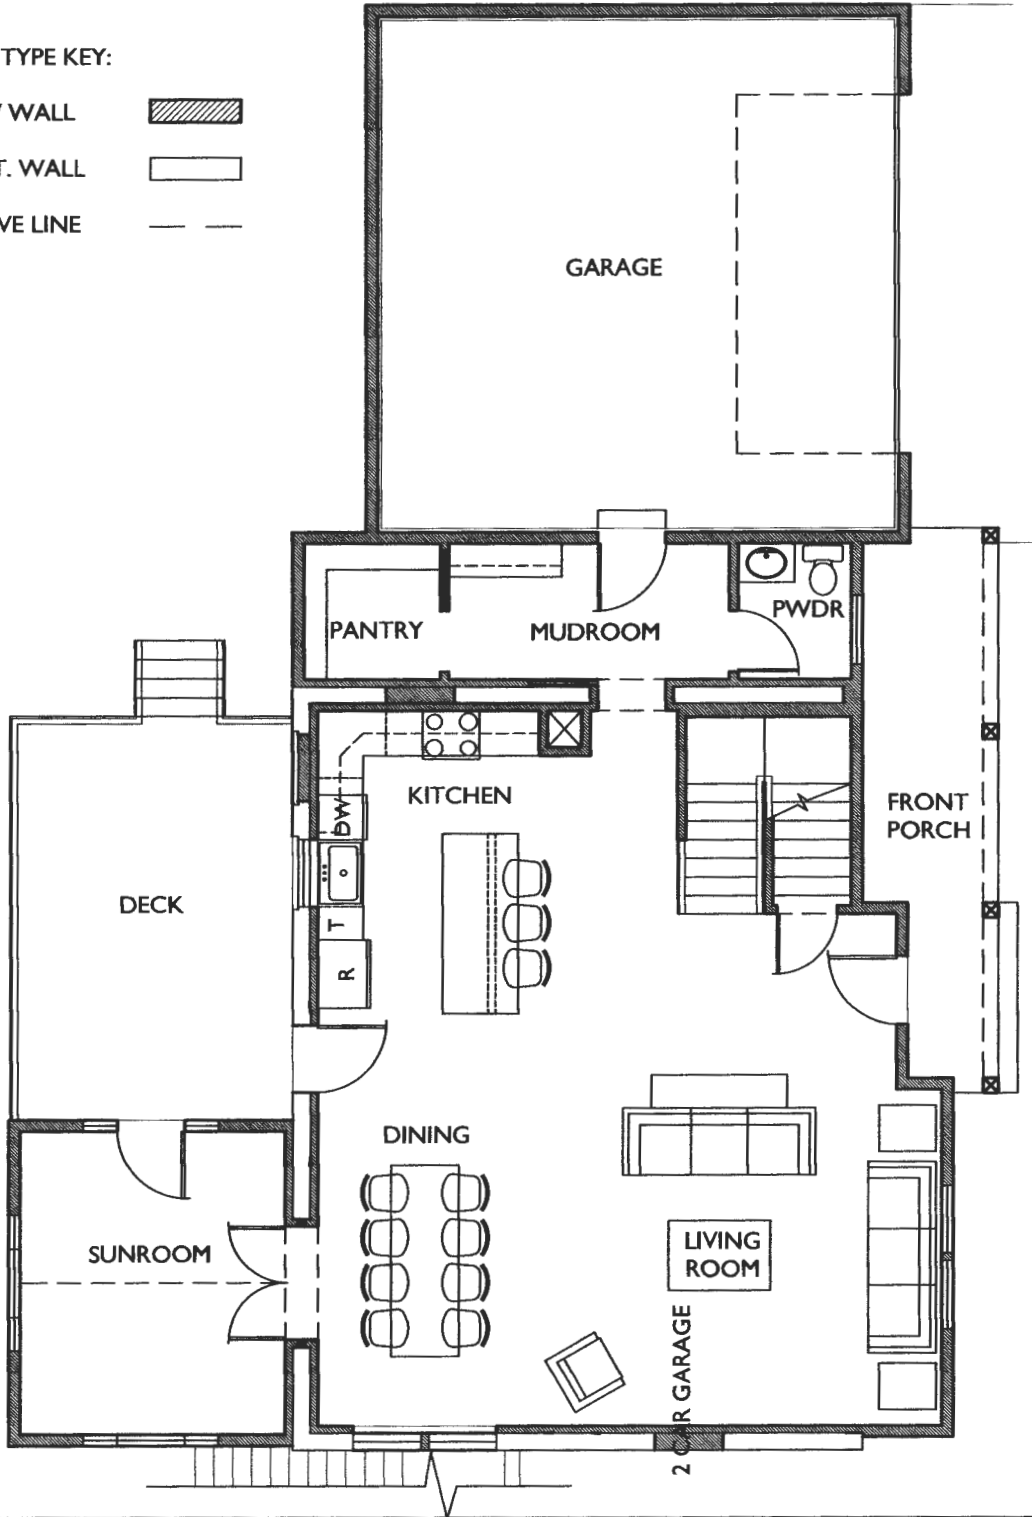 TYPE KEY:
WALL
T. WALL
VE LINE
GARAGE
PWDR
PANTRY
MUDROOM
KITCHEN
DW
FRONT
PORCH
DECK
T
R
DINING
SUNROOM
LIVING
ROOM
2 CAR GARAGE